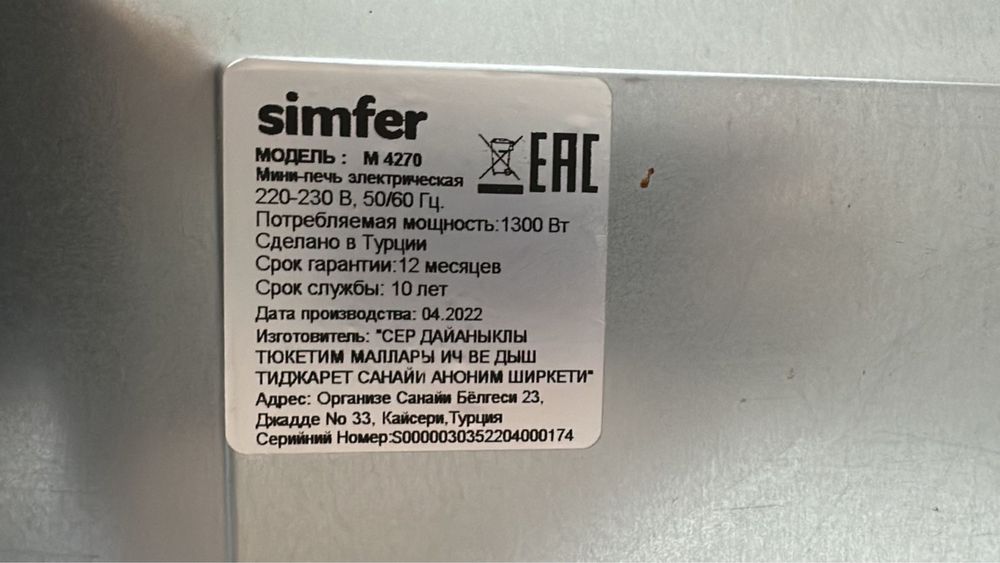 simfer
МОДЕЛЬ : М 4270
EAC
Мини-печь электрическая
220-230 В, 50/60 Гц.
Потребляемая мощность:1300 Вт
Сделано в Турции
Срок гарантии:12 месяцев
Срок службы: 10 лет
Дата производства: 04.2022
Изготовитель: "СЕР ДАЙАНЫКЛЫ
ТЮКЕТИМ МАЛЛАРЫ ИЧ ВЕ ДЫШ
ТИДЖАРЕТ САНАЙИ АНОНИМ ШИРКЕТИ"
Адрес: Организе Санайи Бёлгеси 23,
Джадде No 33, Кайсери,Турция
Серийний Номер:S0000030352204000174